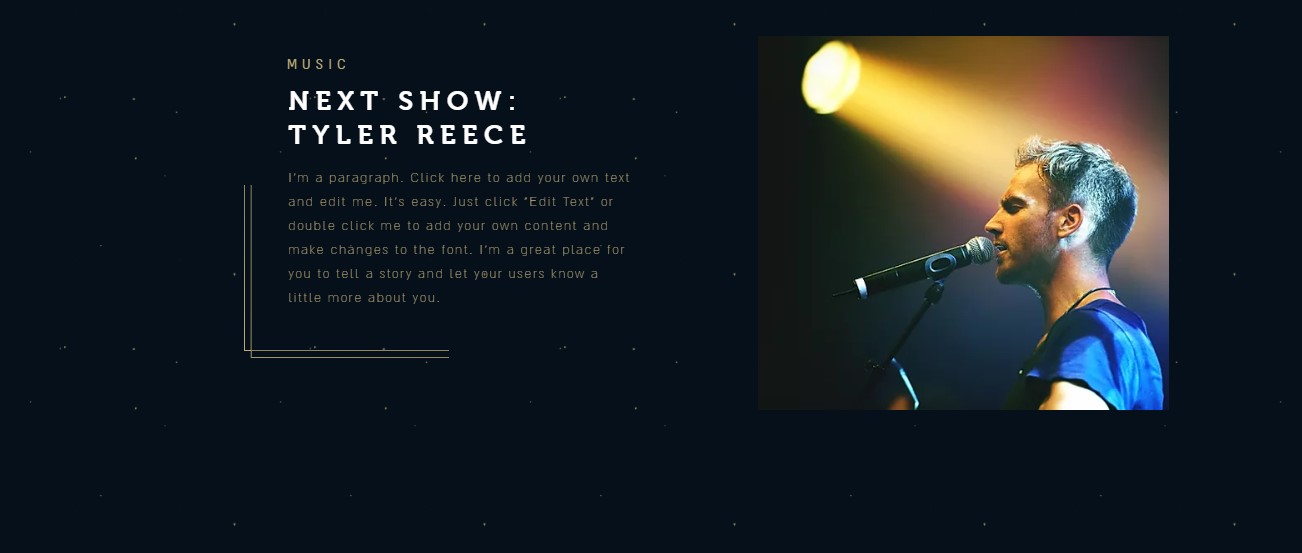 MUSIC
NEXT SHOW:
TYLER REECE
I'm a paragraph. Click here to add your own text
and edit me. It's easy. Just click "Edit Text" or
double click me to add your own content and
make changes to the font. I'm a great place for
you to tell a story and let your users know a
little more about you.